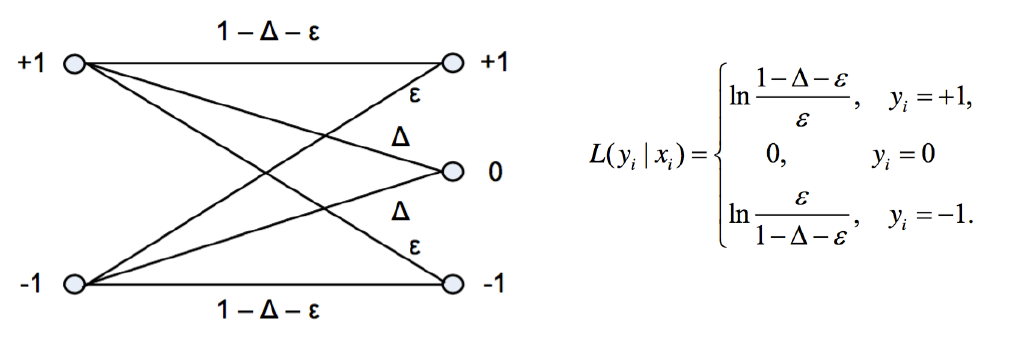 1 – Δ – ε
+1 +1
ε
Δ
0
Δ
ε
-1 -1
1 – Δ – ε
L(y_i | x_i) = { ln (1−Δ−ε)/ε, y_i = +1,
0, y_i = 0
ln ε/(1−Δ−ε), y_i = −1.